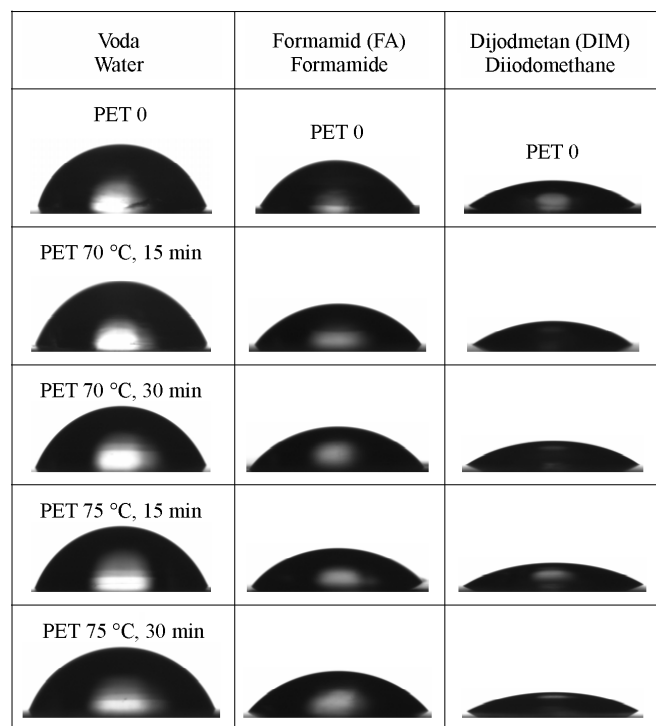 Voda
Water
Formamid (FA)
Formamide
Dijodmetan (DIM)
Diiodomethane
PET 0
PET 0
PET 0
PET 70 °C, 15 min
PET 70 °C, 30 min
PET 75 °C, 15 min
PET 75 °C, 30 min